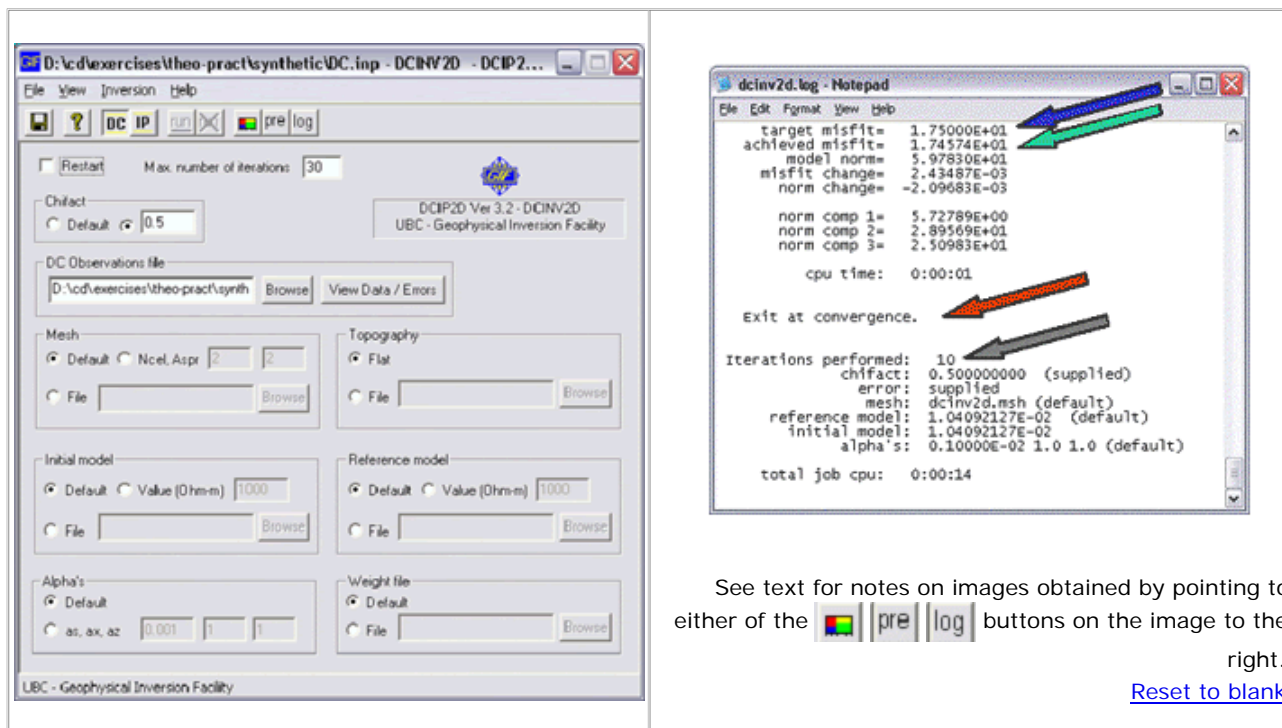 D:\cd\exercises\theo-pract\synthetic\DC.inp - DCINV2D - DCIP2...
File View Inversion Help
? DC IP run pre log
Restart Max. number of iterations 30
Chifact
Default 0.5
DCIP2D Ver 3.2 - DCINV2D
UBC - Geophysical Inversion Facility
DC Observations file
D:\cd\exercises\theo-pract\synth Browse View Data / Errors
Mesh
Default Ncel, Aspr 2 2
File Browse
Topography
Flat
File Browse
Initial model
Default Value (Ohm-m) 1000
File Browse
Reference model
Default Value (Ohm-m) 1000
File Browse
Alpha's
Default
as, ax, az 0.001 1 1
Weight file
Default
File Browse
UBC - Geophysical Inversion Facility
dcinv2d.log - Notepad
File Edit Format View Help
target misfit= 1.75000E+01
achieved misfit= 1.74574E+01
model norm= 5.97830E+01
misfit change= 2.43487E-03
norm change= -2.09683E-03
norm comp 1= 5.72789E+00
norm comp 2= 2.89569E+01
norm comp 3= 2.50983E+01
cpu time: 0:00:01
Exit at convergence.
Iterations performed: 10
chifact: 0.500000000 (supplied)
error: supplied
mesh: dcinv2d.msh (default)
reference model: 1.04092127E-02 (default)
initial model: 1.04092127E-02
alpha's: 0.10000E-02 1.0 1.0 (default)
total job cpu: 0:00:14
See text for notes on images obtained by pointing to
either of the pre log buttons on the image to the
right.
Reset to blank